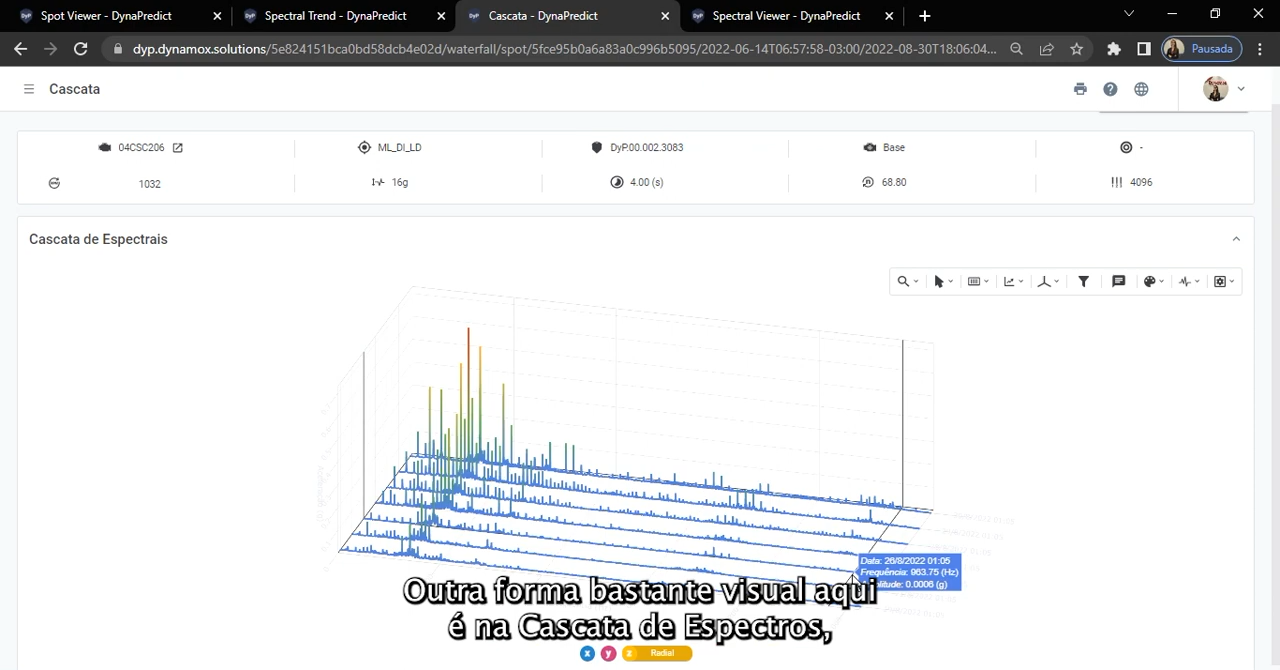 Spot Viewer - DynaPredict
Spectral Trend - DynaPredict
Cascata - DynaPredict
Spectral Viewer - DynaPredict
dyp.dynamox.solutions/5e824151bca0bd58dcb4e02d/waterfall/spot/5fce95b0a6a83a0c996b5095/2022-06-14T06:57:58-03:00/2022-08-30T18:06:04...
Pausada
Cascata
04CSC206
ML_DI_LD
DyP.00.002.3083
Base
-
1032
16g
4.00 (s)
68.80
4096
Cascata de Espectrais
Data: 26/8/2022 01:05
Frequência: 963.75 (Hz)
0.0006 (g)
Outra forma bastante visual aqui
é na Cascata de Espectros,
x
y
z
Radial